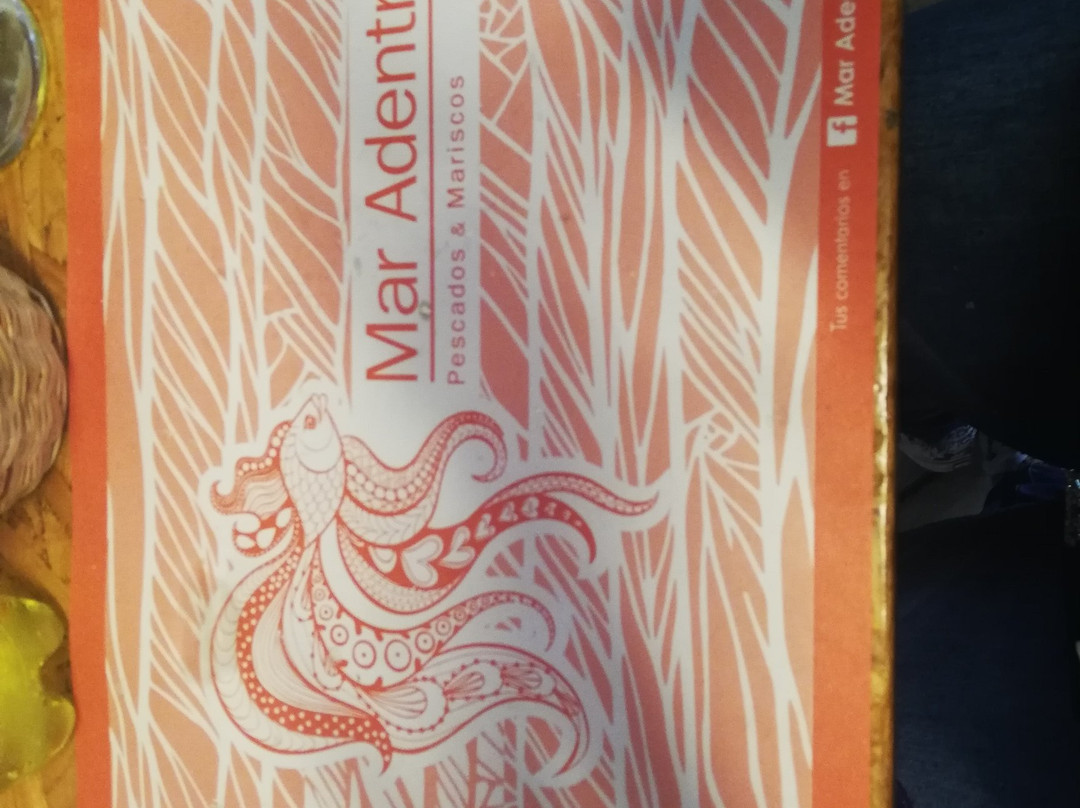 Mar Adentr
Pescados & Mariscos
Tus comentarios en
Mar Ade